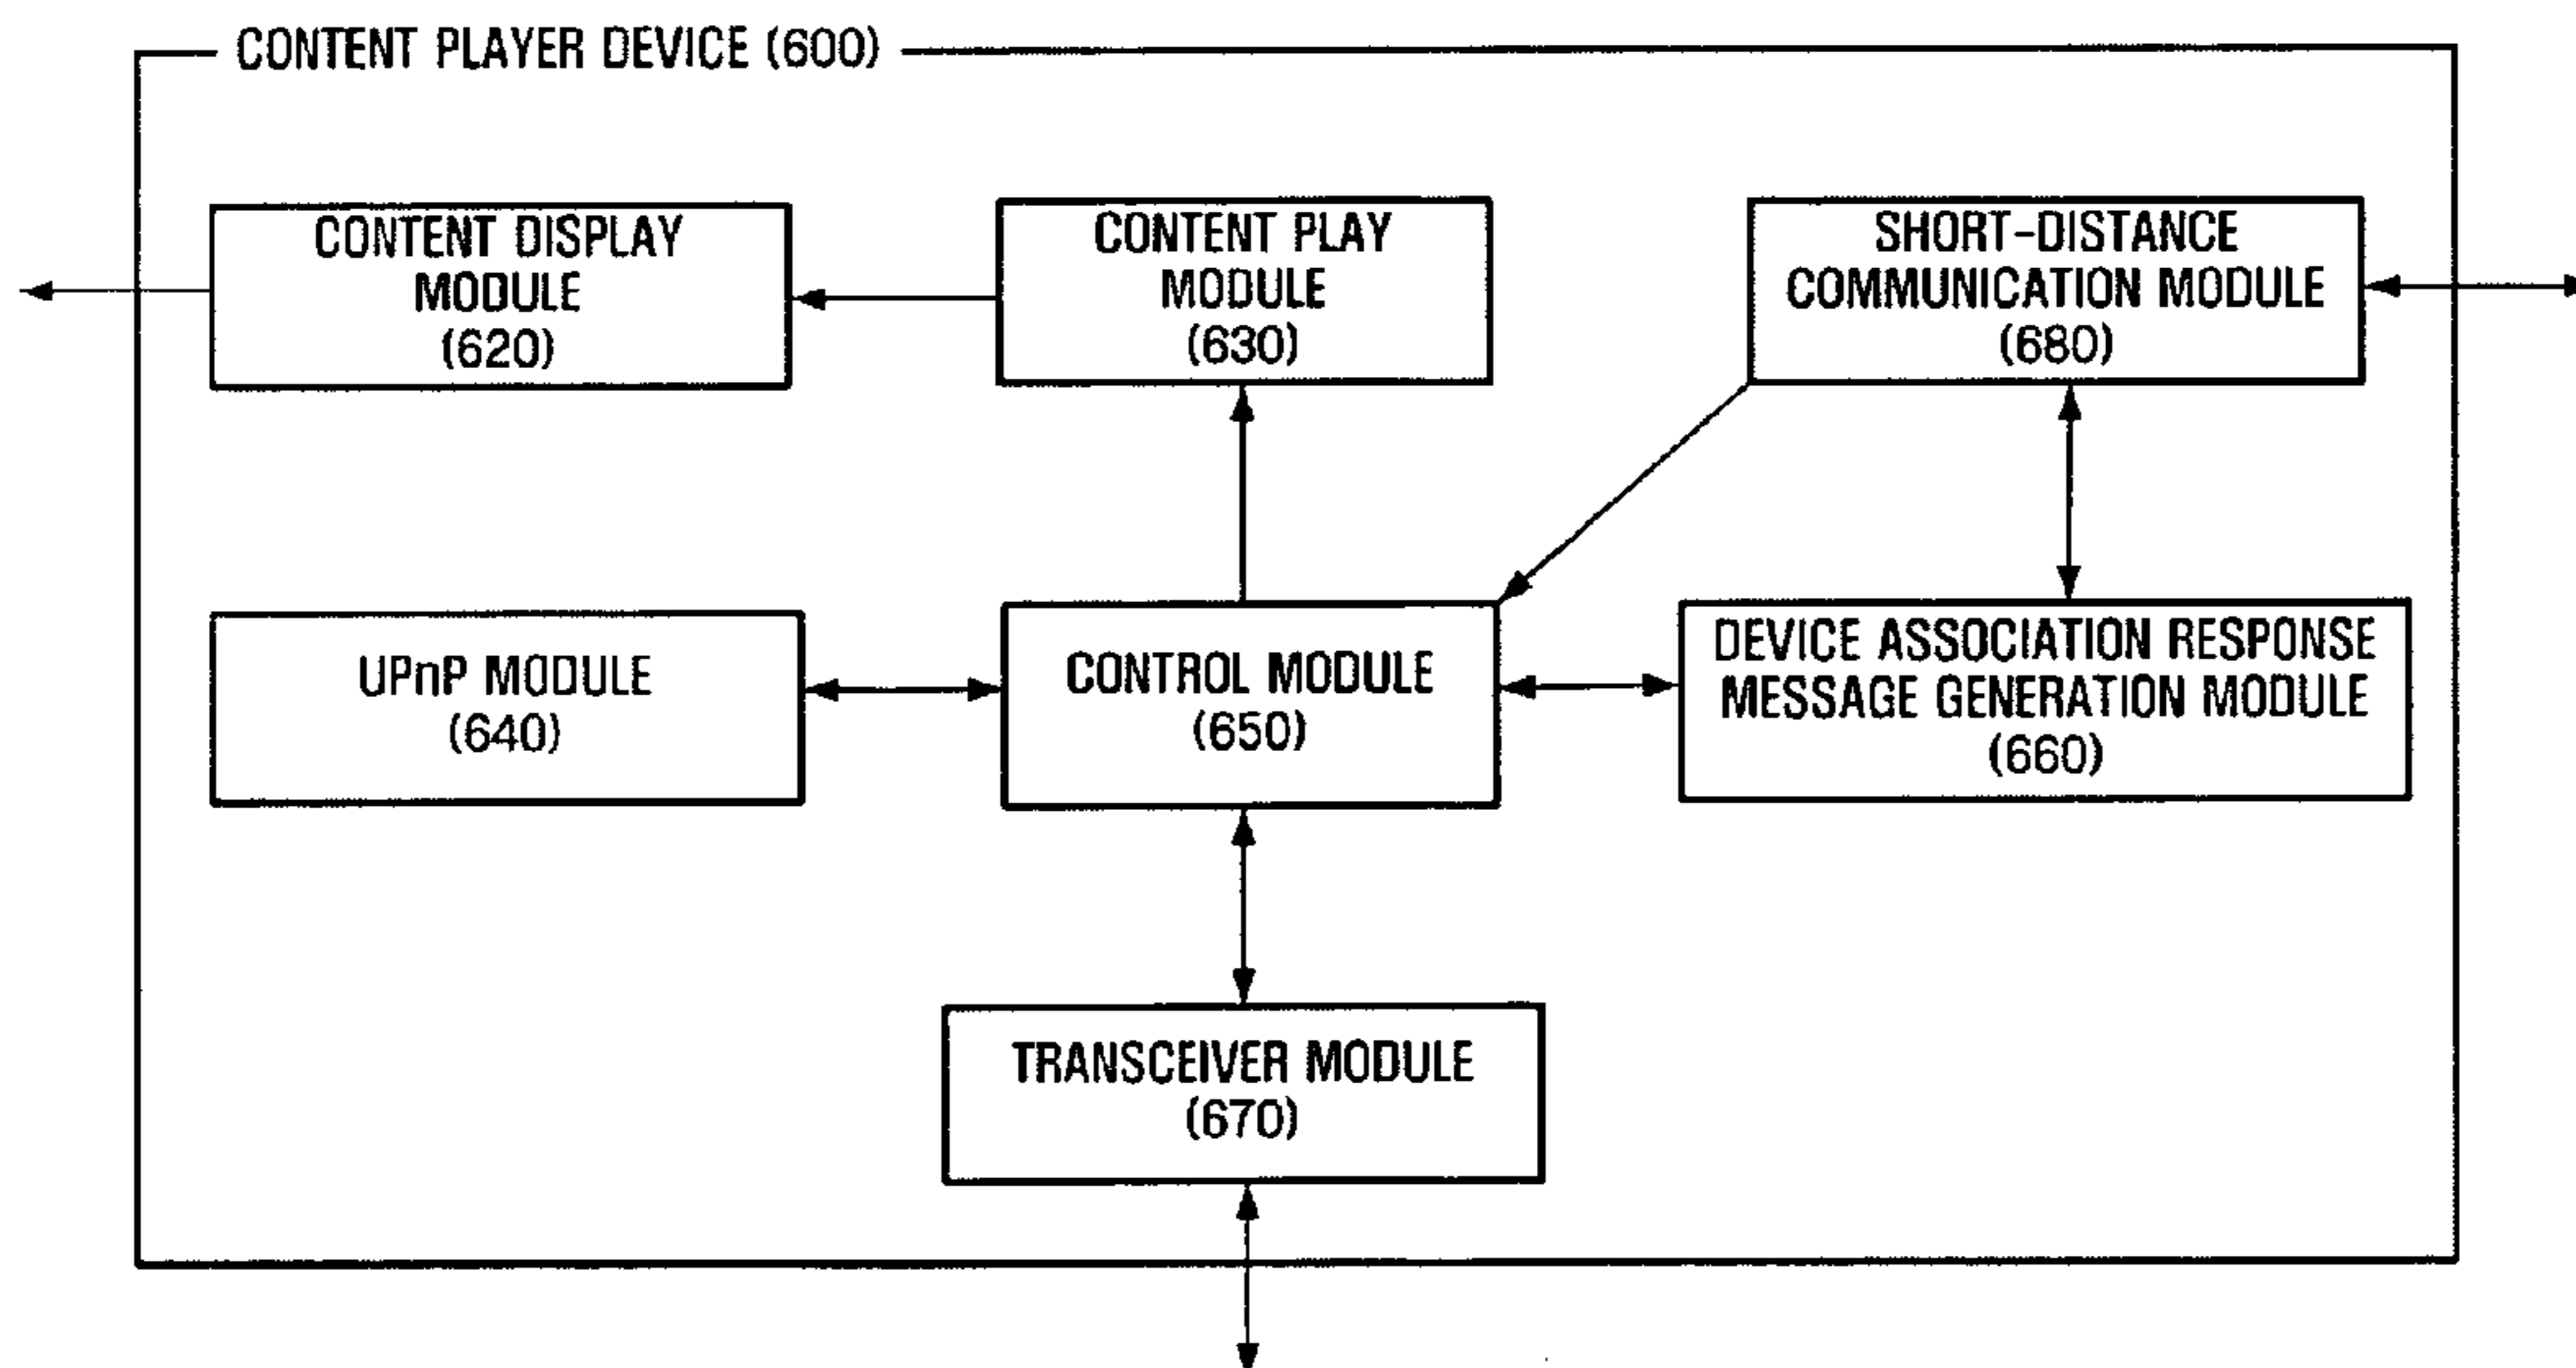 CONTENT PLAYER DEVICE (600)
CONTENT DISPLAY
MODULE
(620)
CONTENT PLAY
MODULE
(630)
SHORT-DISTANCE
COMMUNICATION MODULE
(680)
UPnP MODULE
(640)
CONTROL MODULE
(650)
DEVICE ASSOCIATION RESPONSE
MESSAGE GENERATION MODULE
(660)
TRANSCEIVER MODULE
(670)